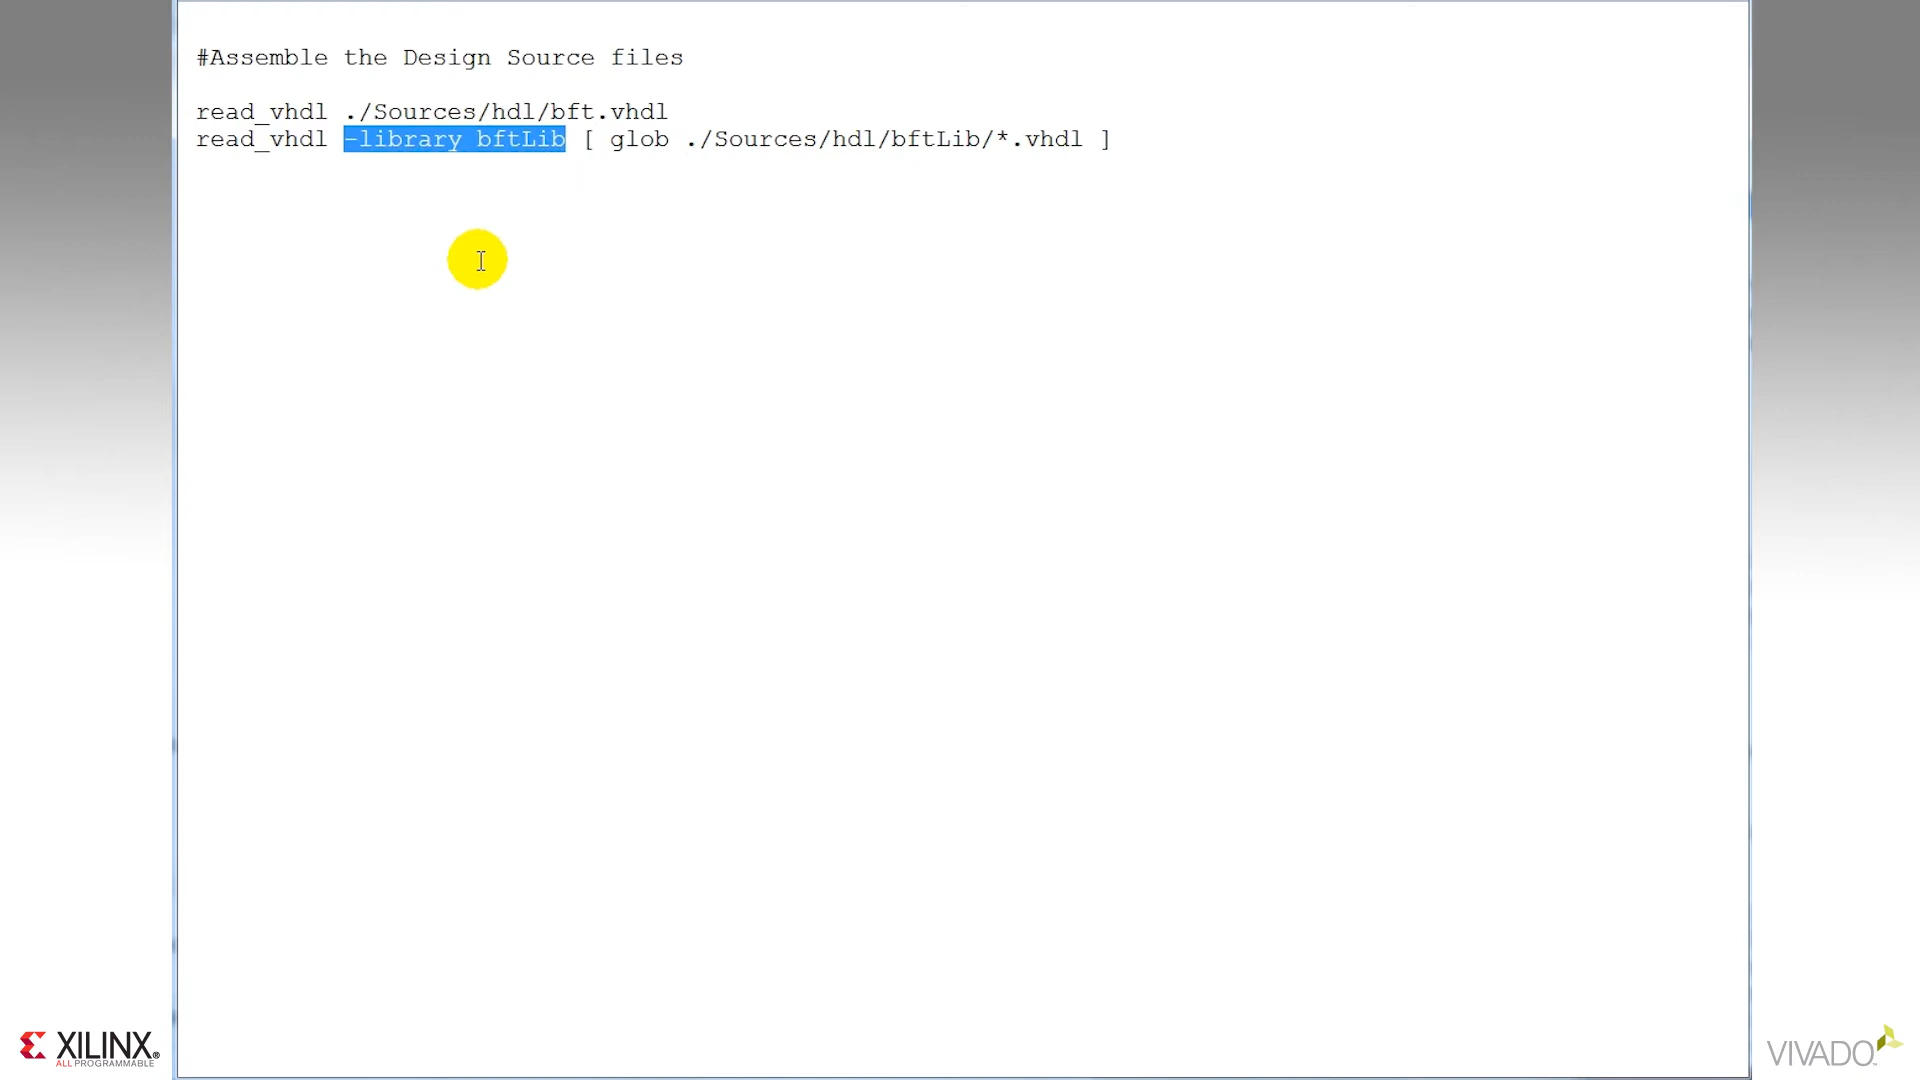 #Assemble the Design Source files
read_vhdl ./Sources/hdl/bft.vhdl
read_vhdl -library bftLib [ glob ./Sources/hdl/bftLib/*.vhdl ]
XILINX®
ALL PROGRAMMABLE
VIVADO™